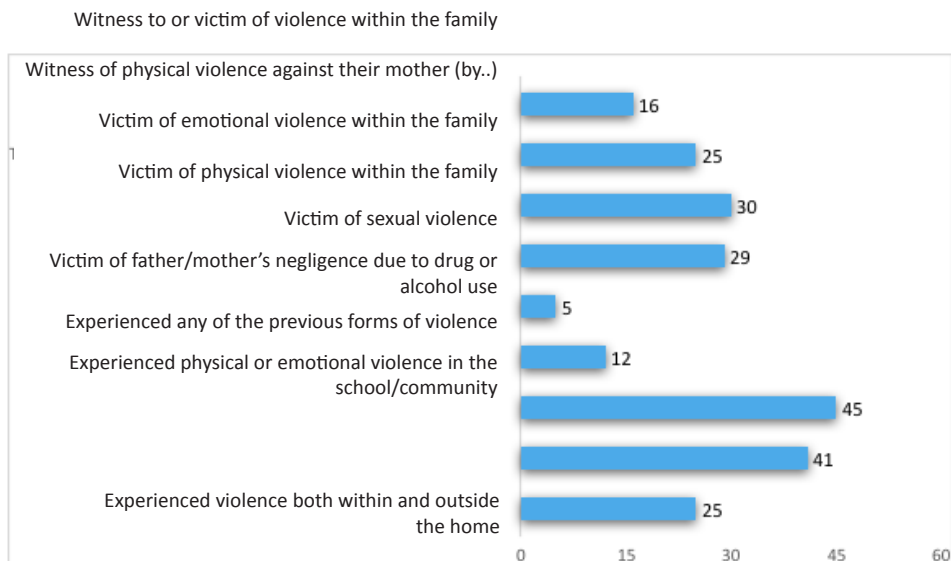 Witness to or victim of violence within the family
Witness of physical violence against their mother (by..)
16
Victim of emotional violence within the family
25
Victim of physical violence within the family
30
Victim of sexual violence
29
Victim of father/mother's negligence due to drug or
alcohol use
5
Experienced any of the previous forms of violence
12
Experienced physical or emotional violence in the
school/community
45
41
Experienced violence both within and outside
the home
25
0 15 30 45 60